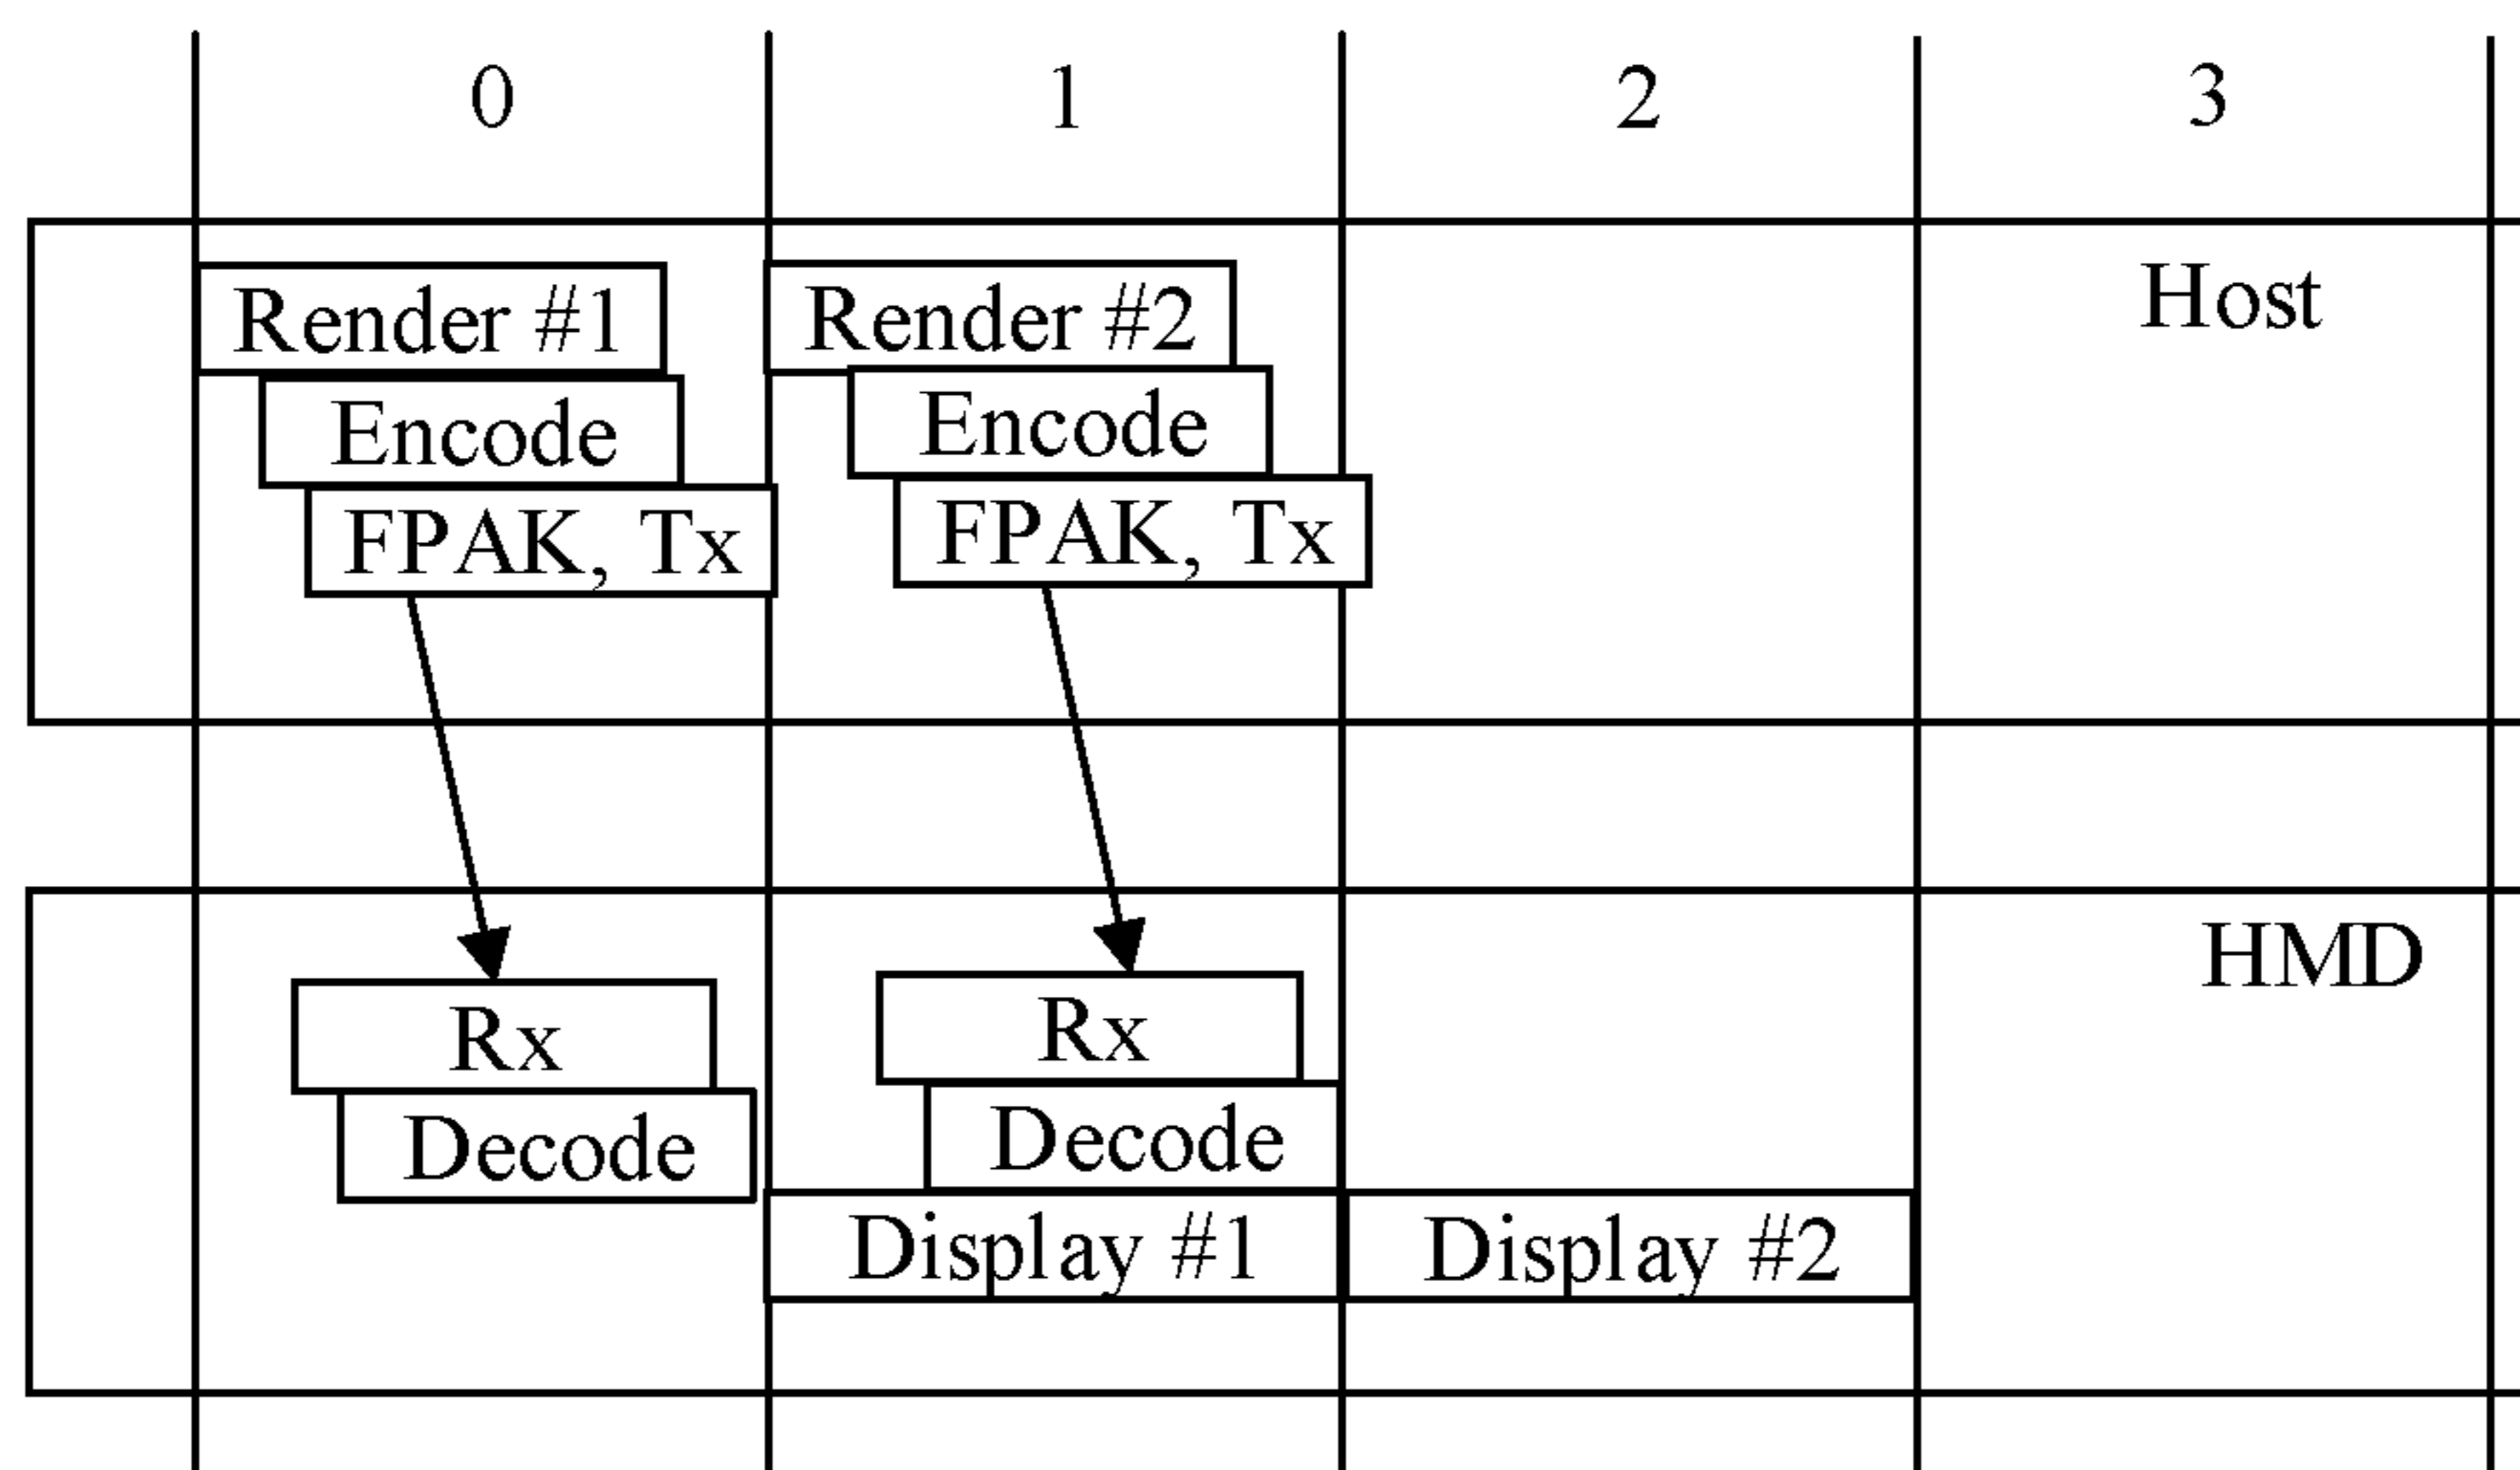 0 1 2 3
Render #1 Render #2 Host
Encode Encode
FPAK, Tx FPAK, Tx
HMD
Rx Rx
Decode Decode
Display #1 Display #2